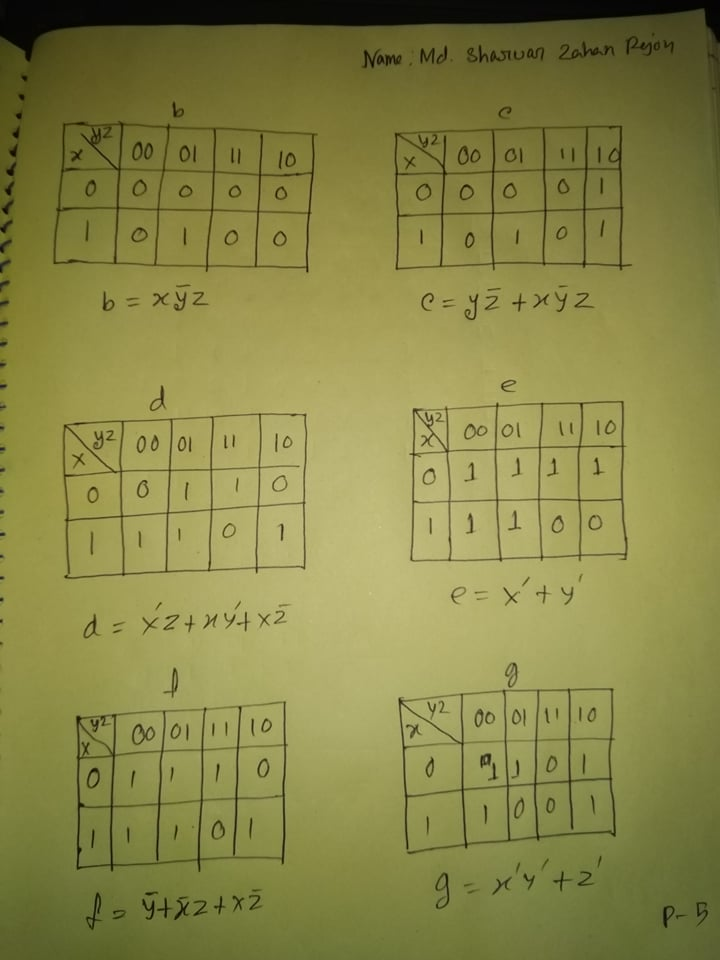 Name: Md. Sharwar Zahan Rejon
b
x yz 00 01 11 10
0 0 0 0 0
1 0 1 0 0
b = xȳz
c
x yz 00 01 11 10
0 0 0 0 1
1 0 1 0 1
c = yz̄ + xȳz
d
x yz 00 01 11 10
0 0 1 1 0
1 1 1 0 1
d = x′z + xy′ + xz̄
e
x yz 00 01 11 10
0 1 1 1 1
1 1 1 0 0
e = x′ + y′
f
x yz 00 01 11 10
0 1 1 1 0
1 1 1 0 1
f = ȳ + x̄z + xz̄
g
x yz 00 01 11 10
0 1 1 0 1
1 1 0 0 1
g = x′y′ + z′
P-5